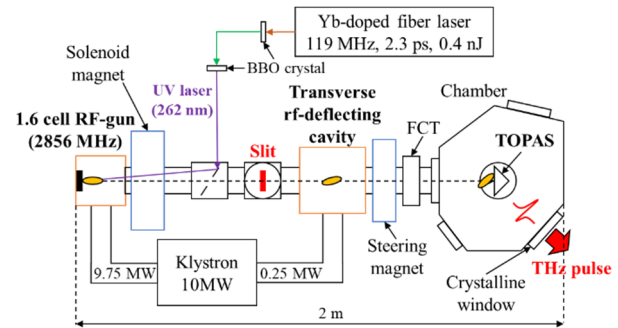 Yb-doped fiber laser
119 MHz, 2.3 ps, 0.4 nJ
Solenoid
magnet
BBO crystal
UV laser
(262 nm)
Transverse
rf-deflecting
cavity
Chamber
1.6 cell RF-gun
(2856 MHz)
Slit
FCT
TOPAS
9.75 MW
Klystron
10MW
0.25 MW
Steering
magnet
Crystalline
window
THz pulse
2 m